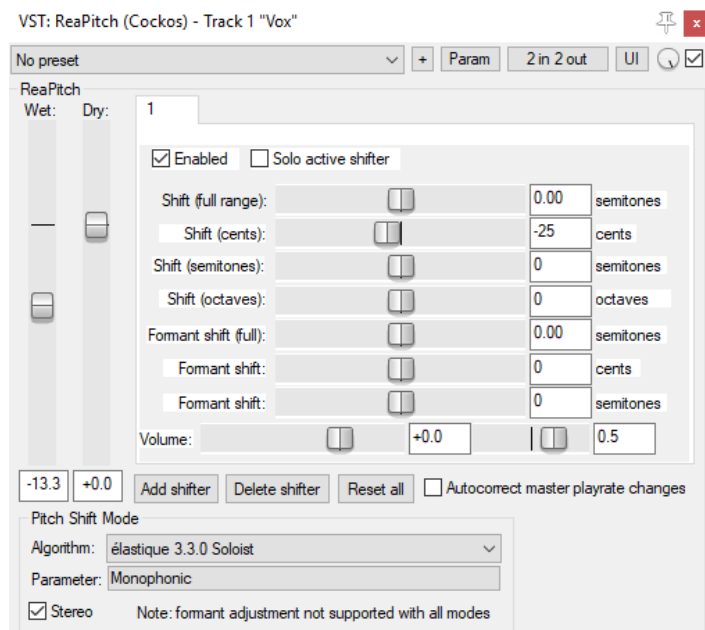 VST: ReaPitch (Cockos) - Track 1 "Vox"
No preset + Param 2 in 2 out UI
ReaPitch
Wet: Dry: 1
Enabled Solo active shifter
Shift (full range): 0.00 semitones
Shift (cents): -25 cents
Shift (semitones): 0 semitones
Shift (octaves): 0 octaves
Formant shift (full): 0.00 semitones
Formant shift: 0 cents
Formant shift: 0 semitones
Volume: +0.0 0.5
-13.3 +0.0 Add shifter Delete shifter Reset all Autocorrect master playrate changes
Pitch Shift Mode
Algorithm: élastique 3.3.0 Soloist
Parameter: Monophonic
Stereo Note: formant adjustment not supported with all modes